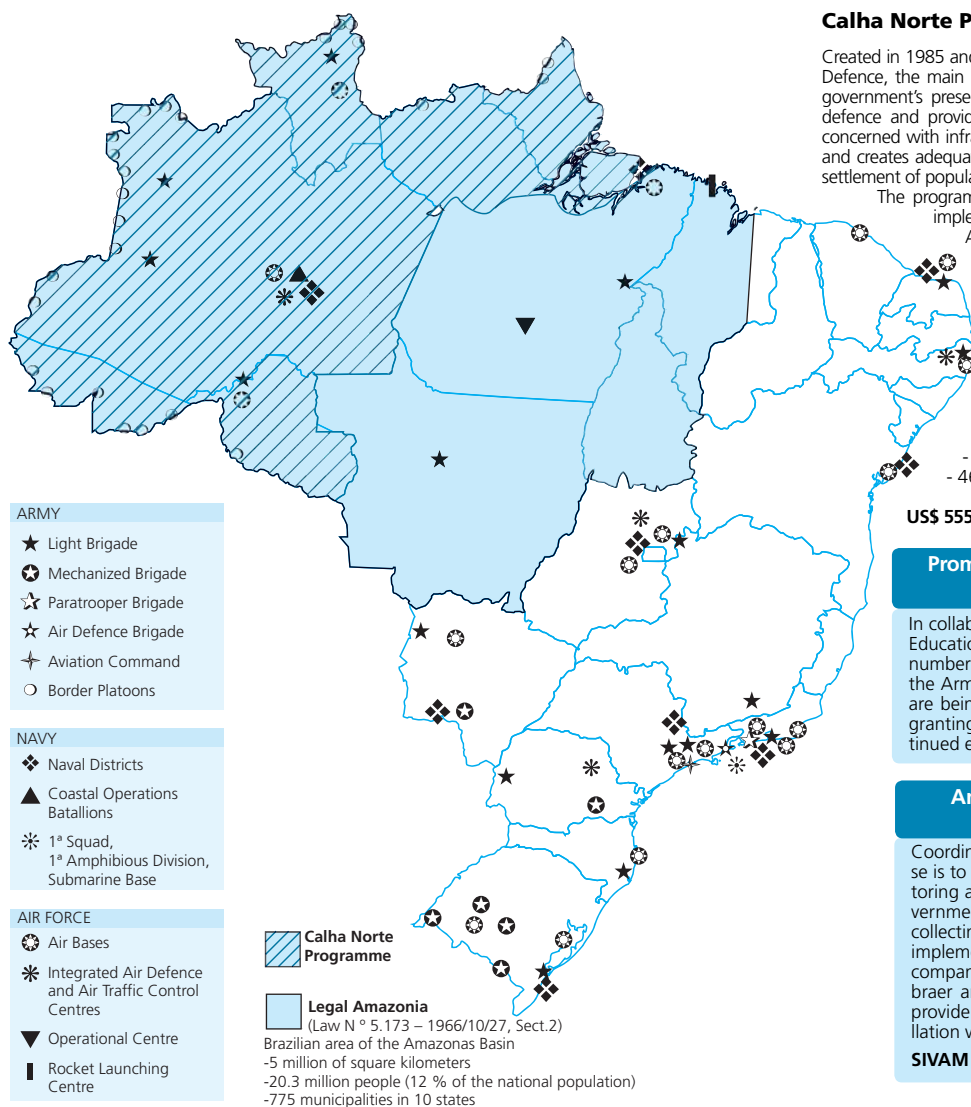 Calha Norte P
Created in 1985 and
Defence, the main
government’s prese
defence and provid
concerned with infra
and creates adequa
settlement of popula
The program
imple
A
-
- 46
US$ 555
Prom
In collab
Educatio
number
the Arm
are bein
granting
tinued e
Am
Coordin
se is to
toring a
vernme
collectin
impleme
compan
braer as
provide
llation v
SIVAM
ARMY
Light Brigade
Mechanized Brigade
Paratrooper Brigade
Air Defence Brigade
Aviation Command
Border Platoons
NAVY
Naval Districts
Coastal Operations
Batallions
1ª Squad,
1ª Amphibious Division,
Submarine Base
AIR FORCE
Air Bases
Integrated Air Defence
and Air Traffic Control
Centres
Operational Centre
Rocket Launching
Centre
Calha Norte
Programme
Legal Amazonia
(Law N º 5.173 – 1966/10/27, Sect.2)
Brazilian area of the Amazonas Basin
-5 million of square kilometers
-20.3 million people (12 % of the national population)
-775 municipalities in 10 states